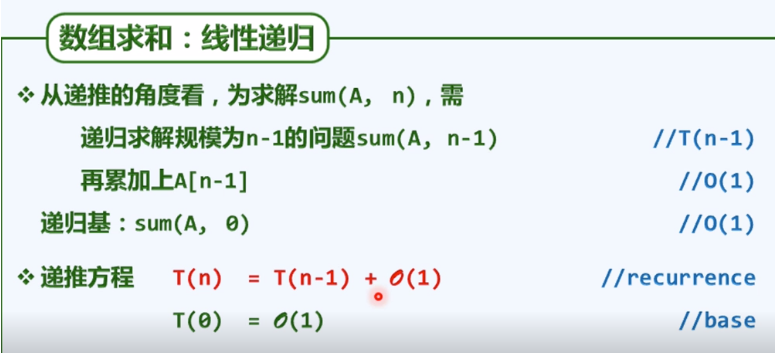 数组求和：线性递归
❖从递推的角度看，为求解sum(A, n)，需
递归求解规模为n-1的问题sum(A, n-1) //T(n-1)
再累加上A[n-1] //O(1)
递归基：sum(A, 0) //O(1)
❖递推方程 T(n) = T(n-1) + O(1) //recurrence
T(0) = O(1) //base